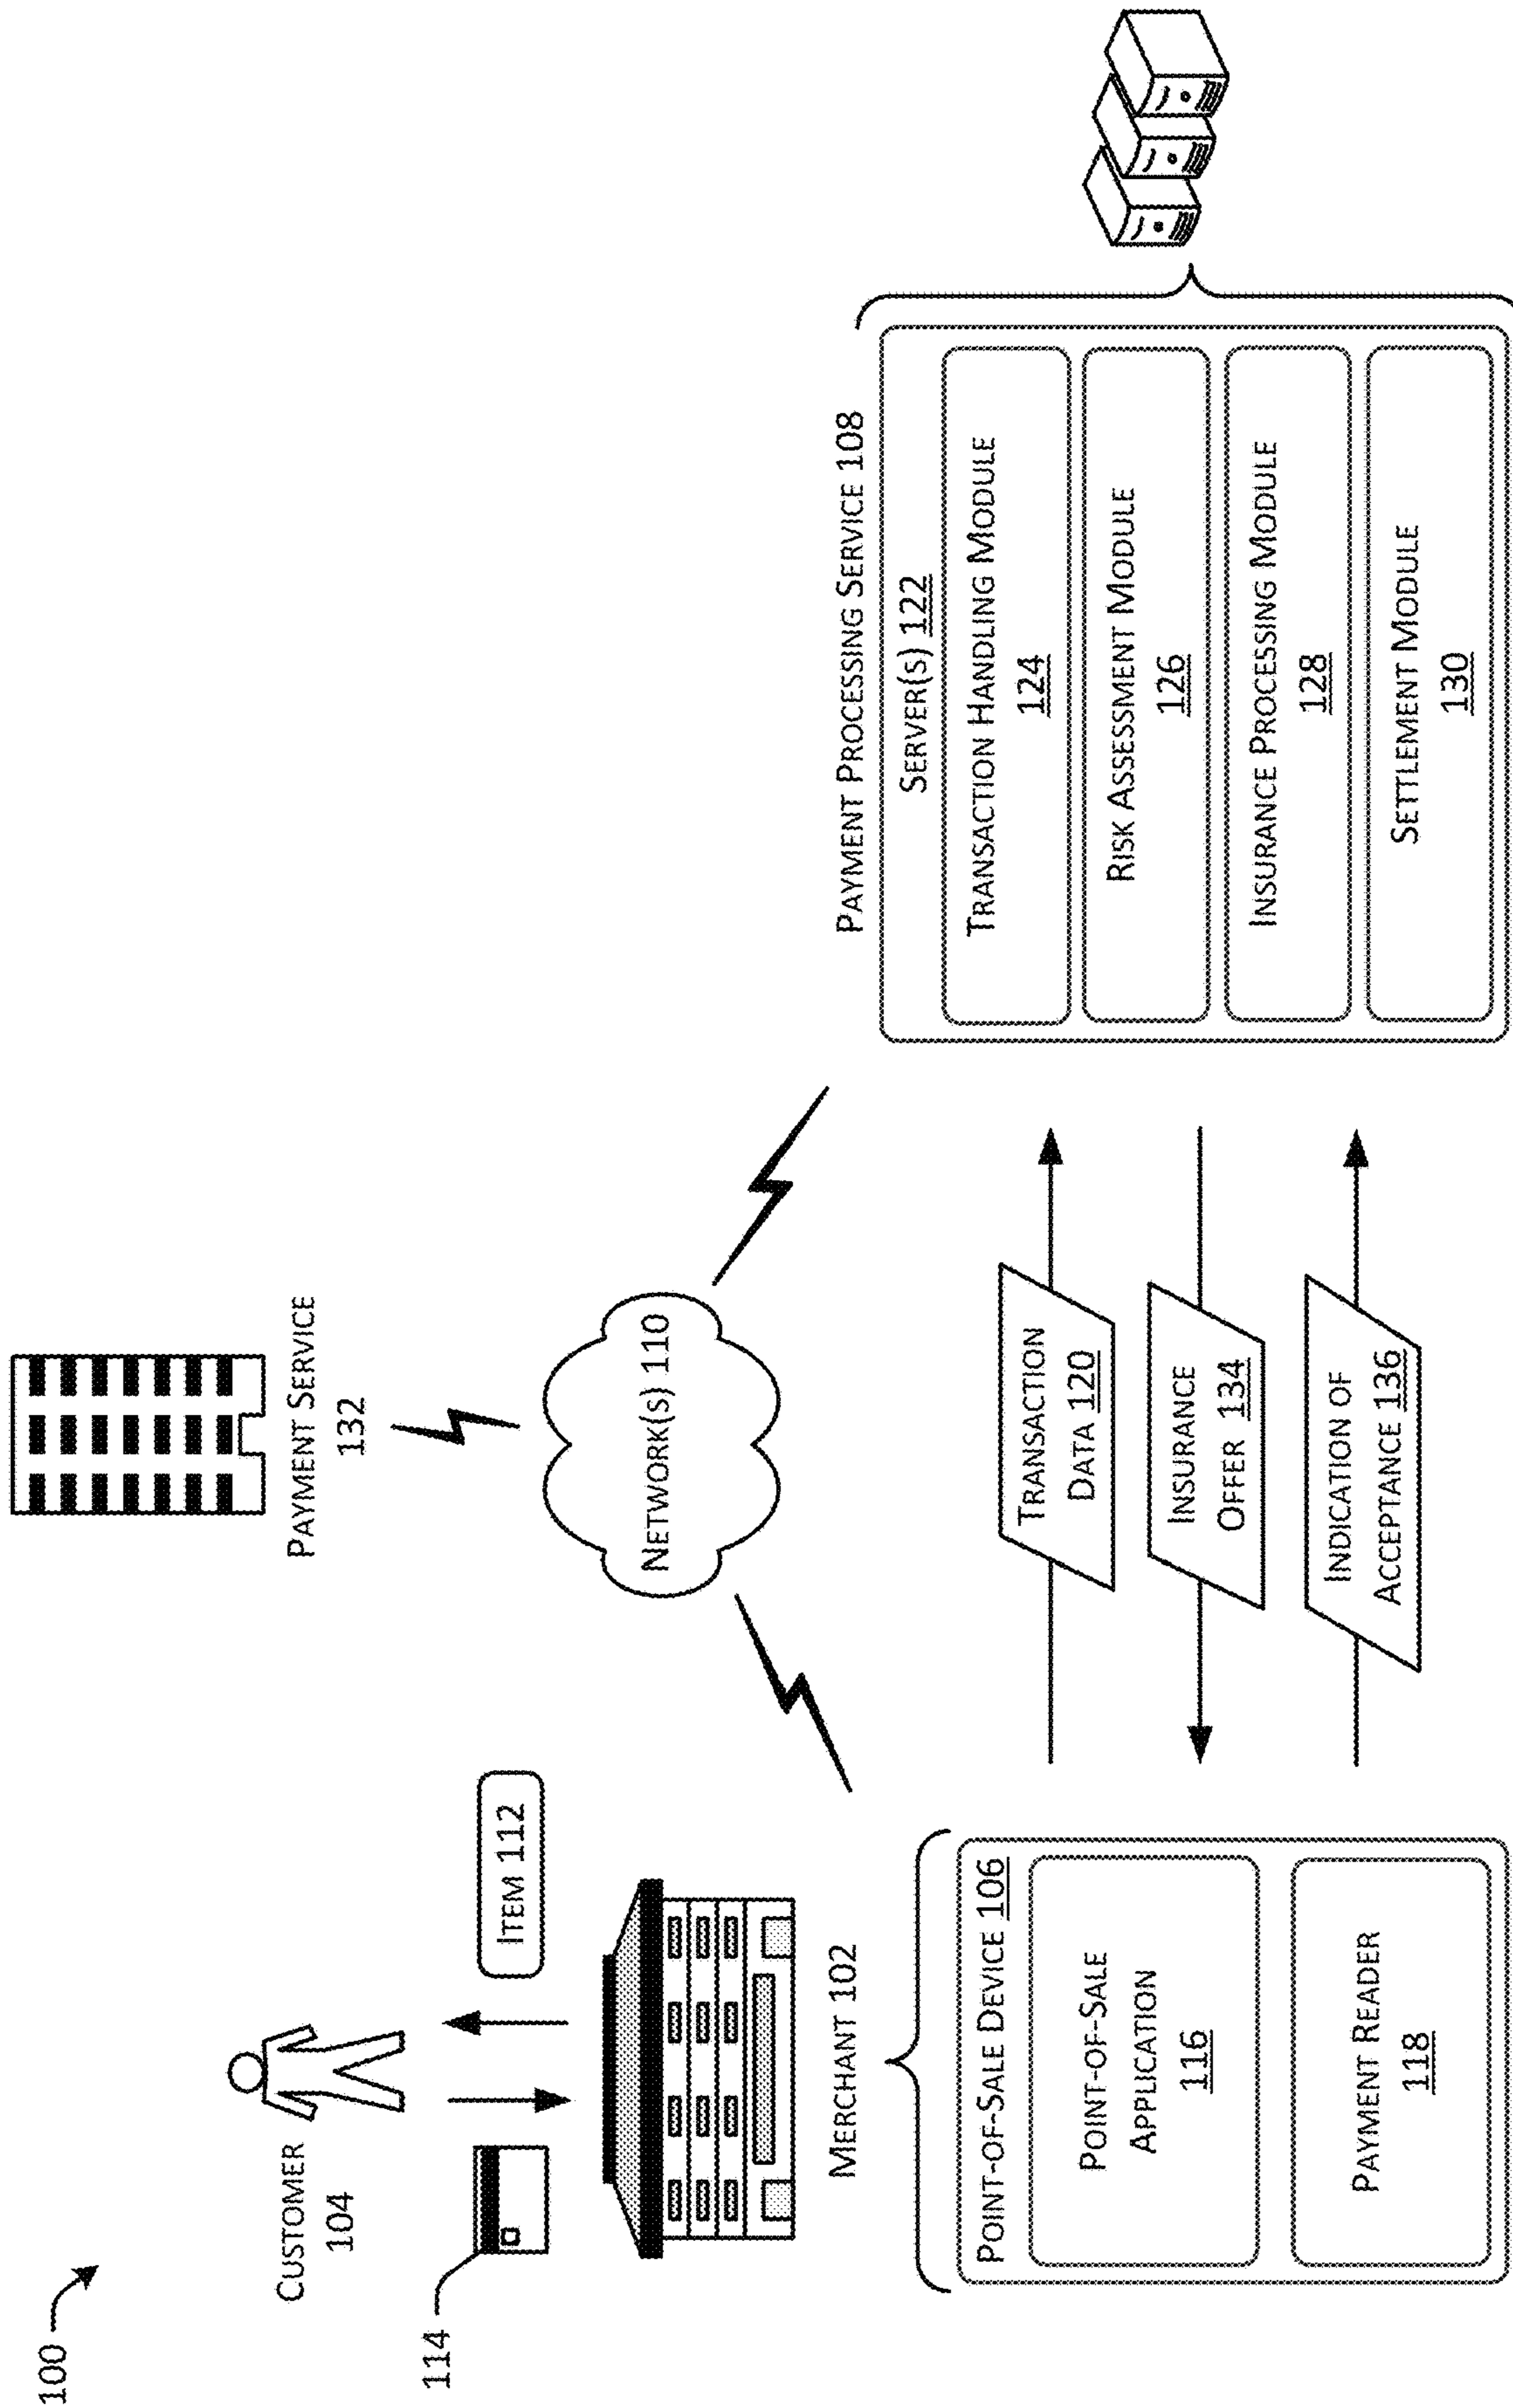 100
CUSTOMER
104
114
ITEM 112
MERCHANT 102
PAYMENT SERVICE
132
NETWORK(S) 110
POINT-OF-SALE DEVICE 106
POINT-OF-SALE
APPLICATION
116
PAYMENT READER
118
TRANSACTION
DATA 120
INSURANCE
OFFER 134
INDICATION OF
ACCEPTANCE 136
PAYMENT PROCESSING SERVICE 108
SERVER(S) 122
TRANSACTION HANDLING MODULE
124
RISK ASSESSMENT MODULE
126
INSURANCE PROCESSING MODULE
128
SETTLEMENT MODULE
130